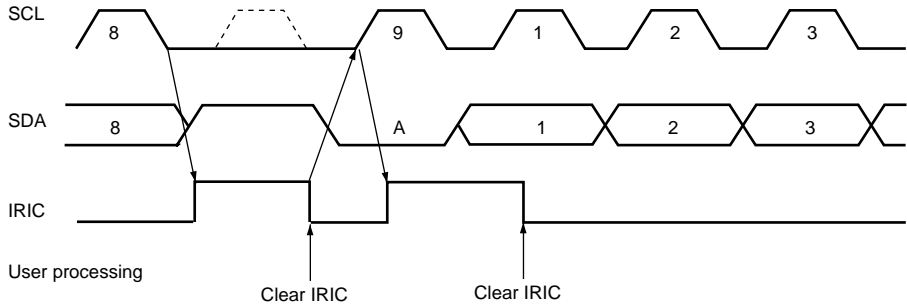 SCL
8 9 1 2 3
SDA
8 A 1 2 3
IRIC
User processing
Clear IRIC Clear IRIC